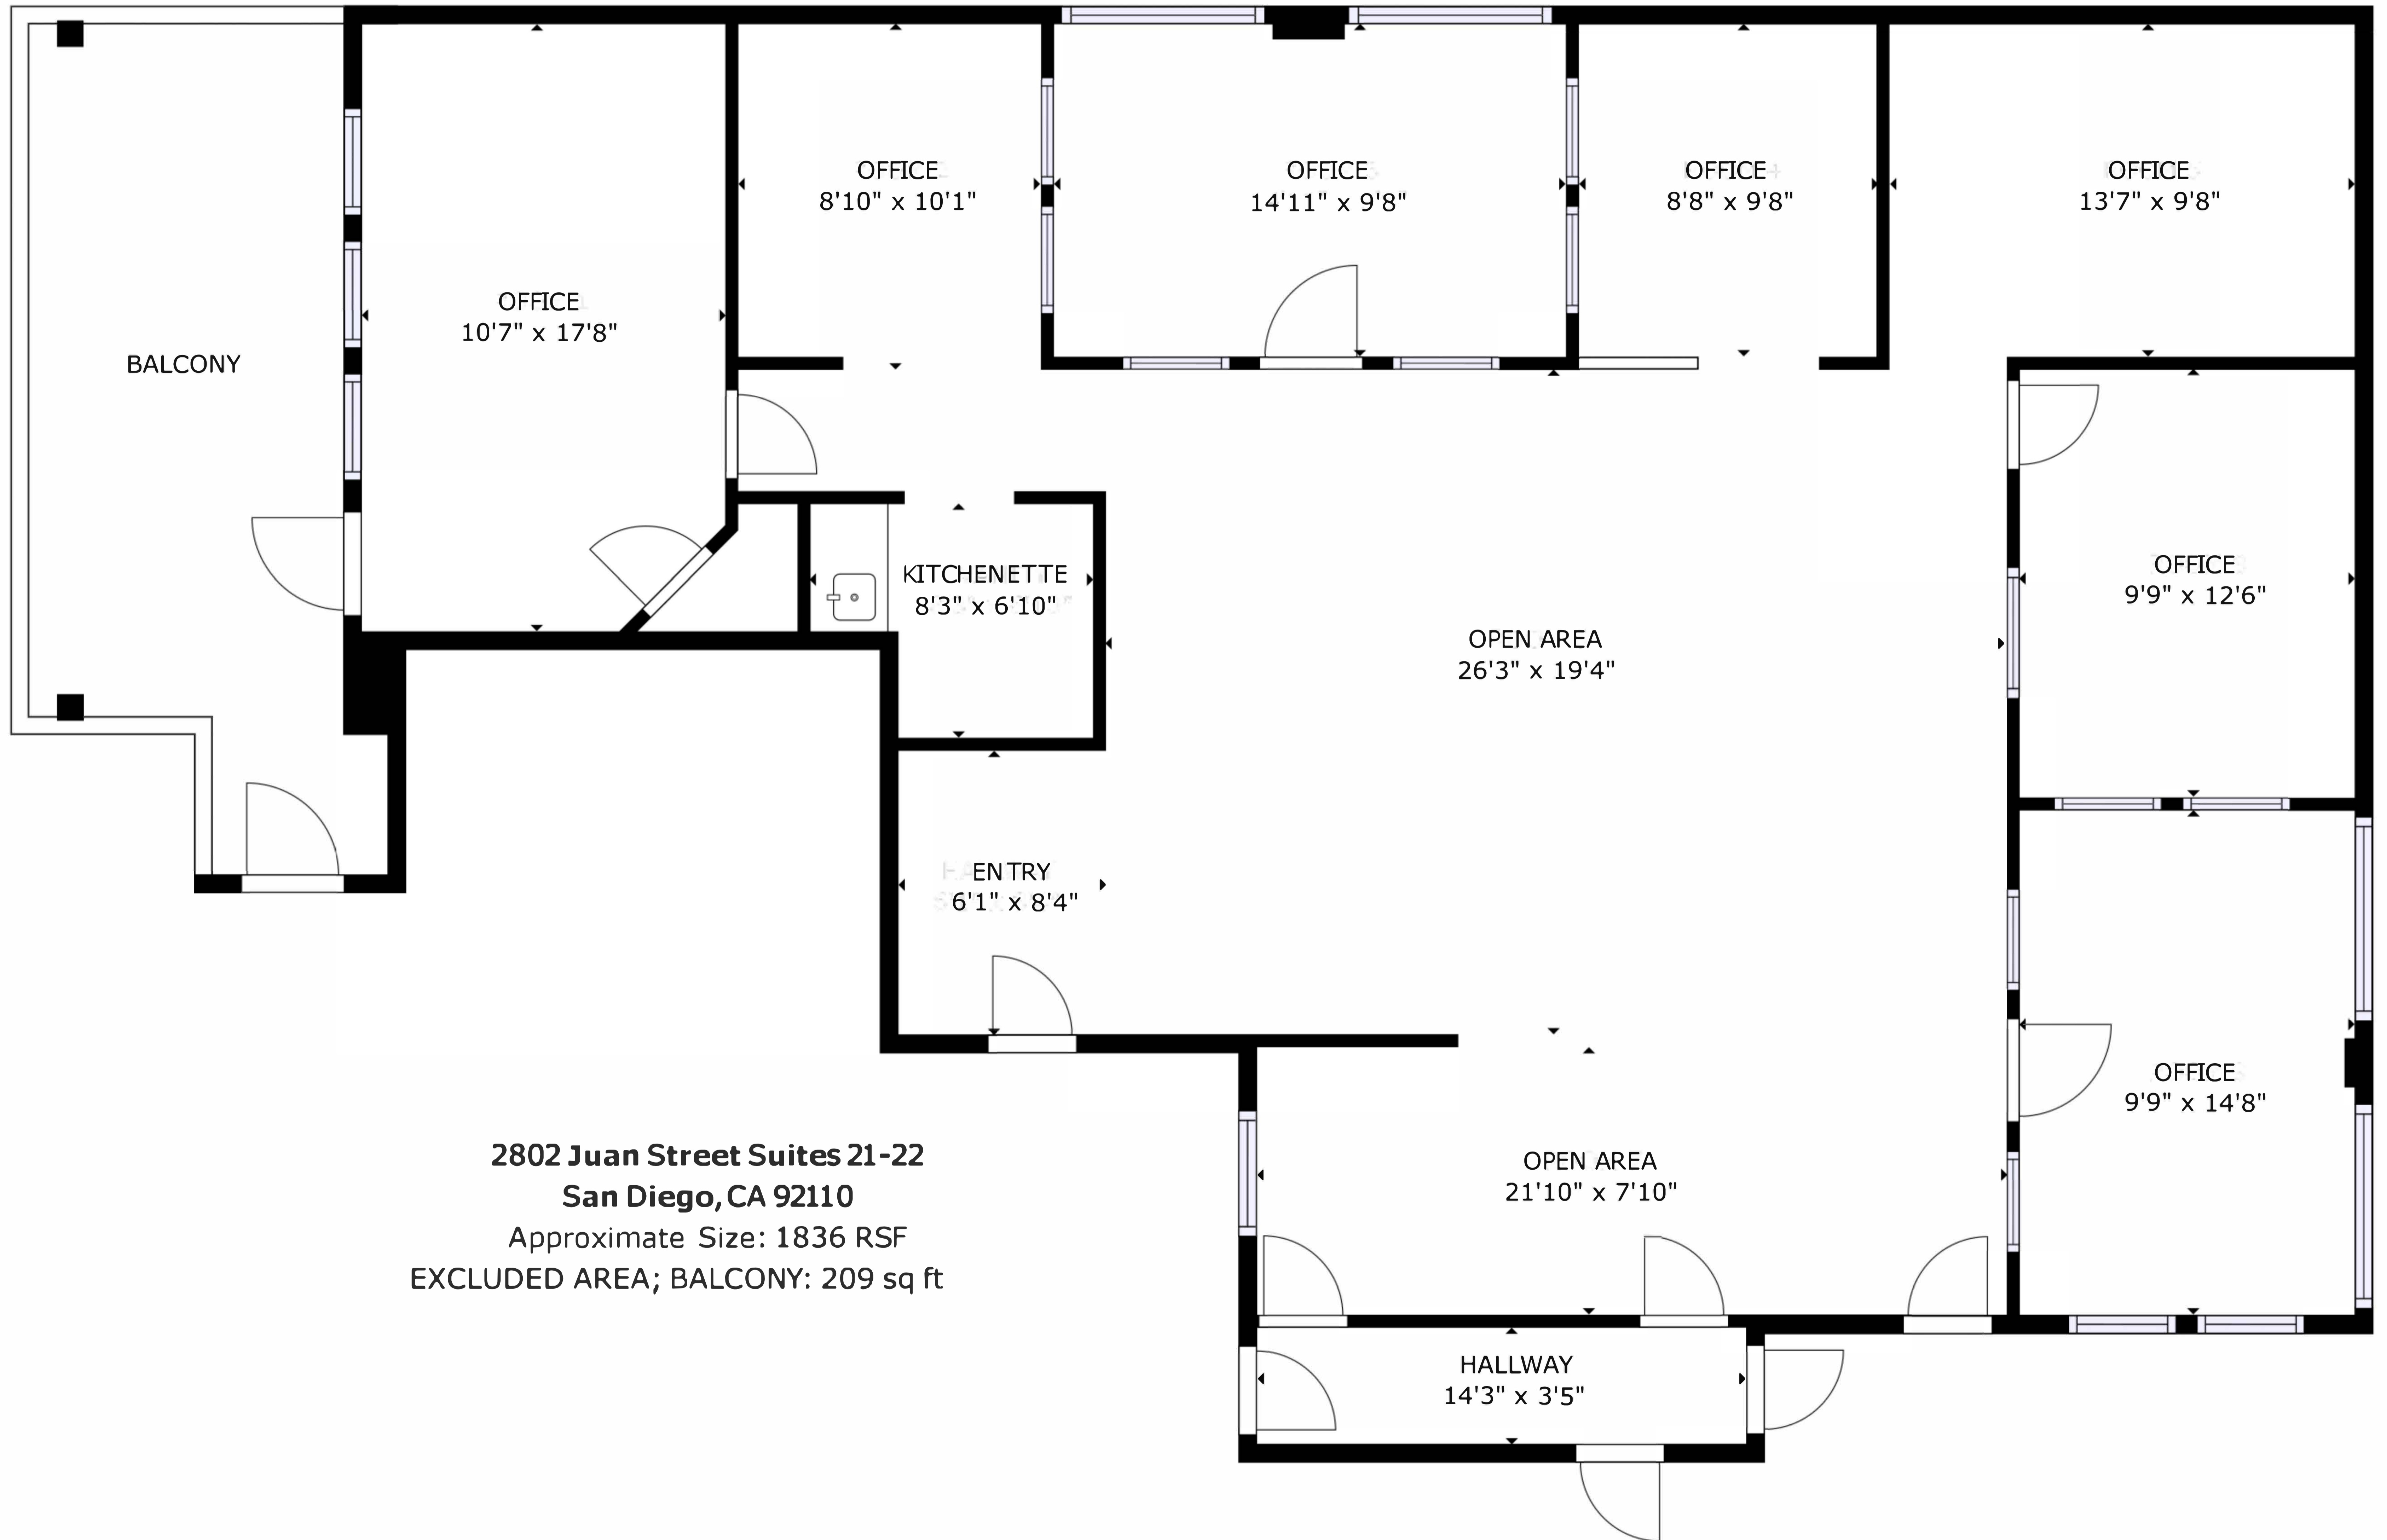 OFFICE
8'10" x 10'1"
OFFICE
14'11" x 9'8"
OFFICE
8'8" x 9'8"
OFFICE
13'7" x 9'8"
OFFICE
10'7" x 17'8"
BALCONY
KITCHENETTE
8'3" x 6'10"
OPEN AREA
26'3" x 19'4"
OFFICE
9'9" x 12'6"
ENTRY
6'1" x 8'4"
OFFICE
9'9" x 14'8"
OPEN AREA
21'10" x 7'10"
HALLWAY
14'3" x 3'5"
2802 Juan Street Suites 21-22
San Diego, CA 92110
Approximate Size: 1836 RSF
EXCLUDED AREA; BALCONY: 209 sq ft